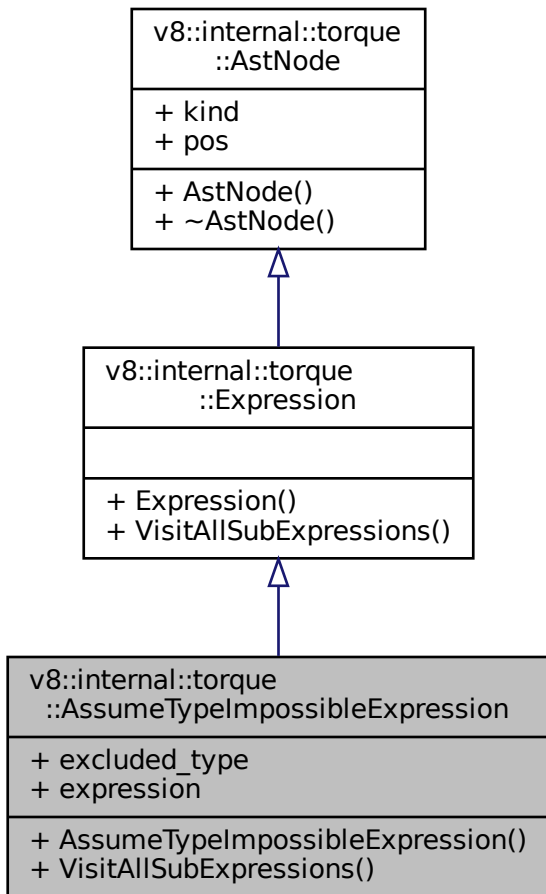 v8::internal::torque
::AstNode
+ kind
+ pos
+ AstNode()
+ ~AstNode()
v8::internal::torque
::Expression
+ Expression()
+ VisitAllSubExpressions()
v8::internal::torque
::AssumeTypeImpossibleExpression
+ excluded_type
+ expression
+ AssumeTypeImpossibleExpression()
+ VisitAllSubExpressions()